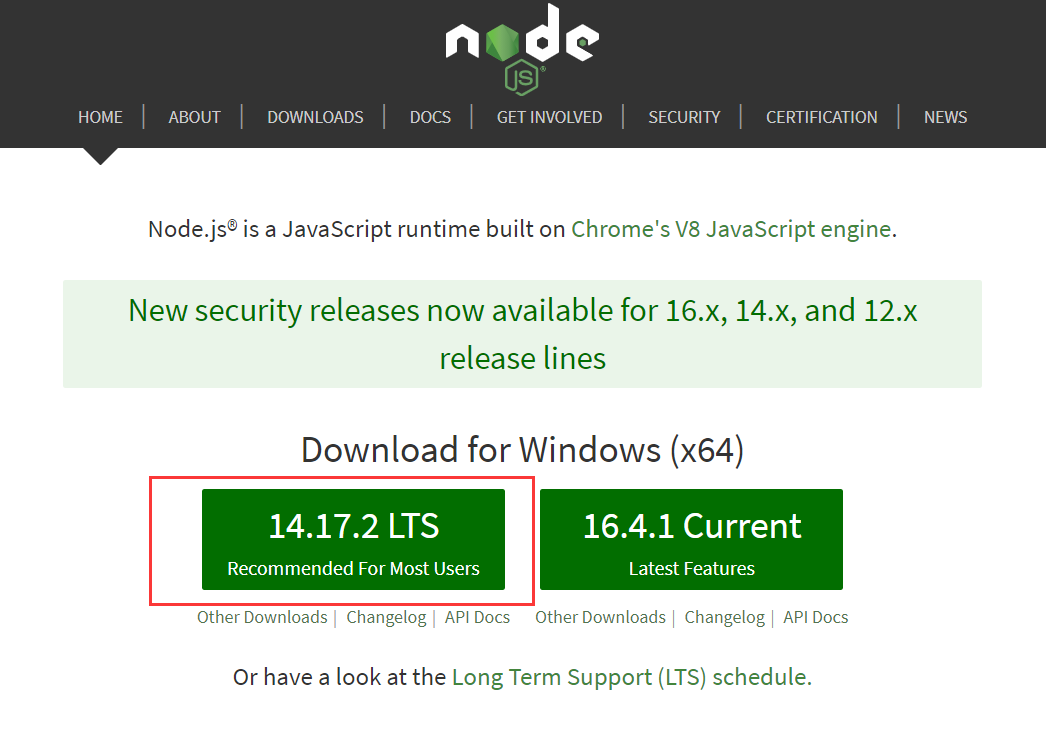 node
JS®
HOME | ABOUT | DOWNLOADS | DOCS | GET INVOLVED | SECURITY | CERTIFICATION | NEWS
Node.js® is a JavaScript runtime built on Chrome's V8 JavaScript engine.
New security releases now available for 16.x, 14.x, and 12.x
release lines
Download for Windows (x64)
14.17.2 LTS
Recommended For Most Users
16.4.1 Current
Latest Features
Other Downloads | Changelog | API Docs
Other Downloads | Changelog | API Docs
Or have a look at the Long Term Support (LTS) schedule.